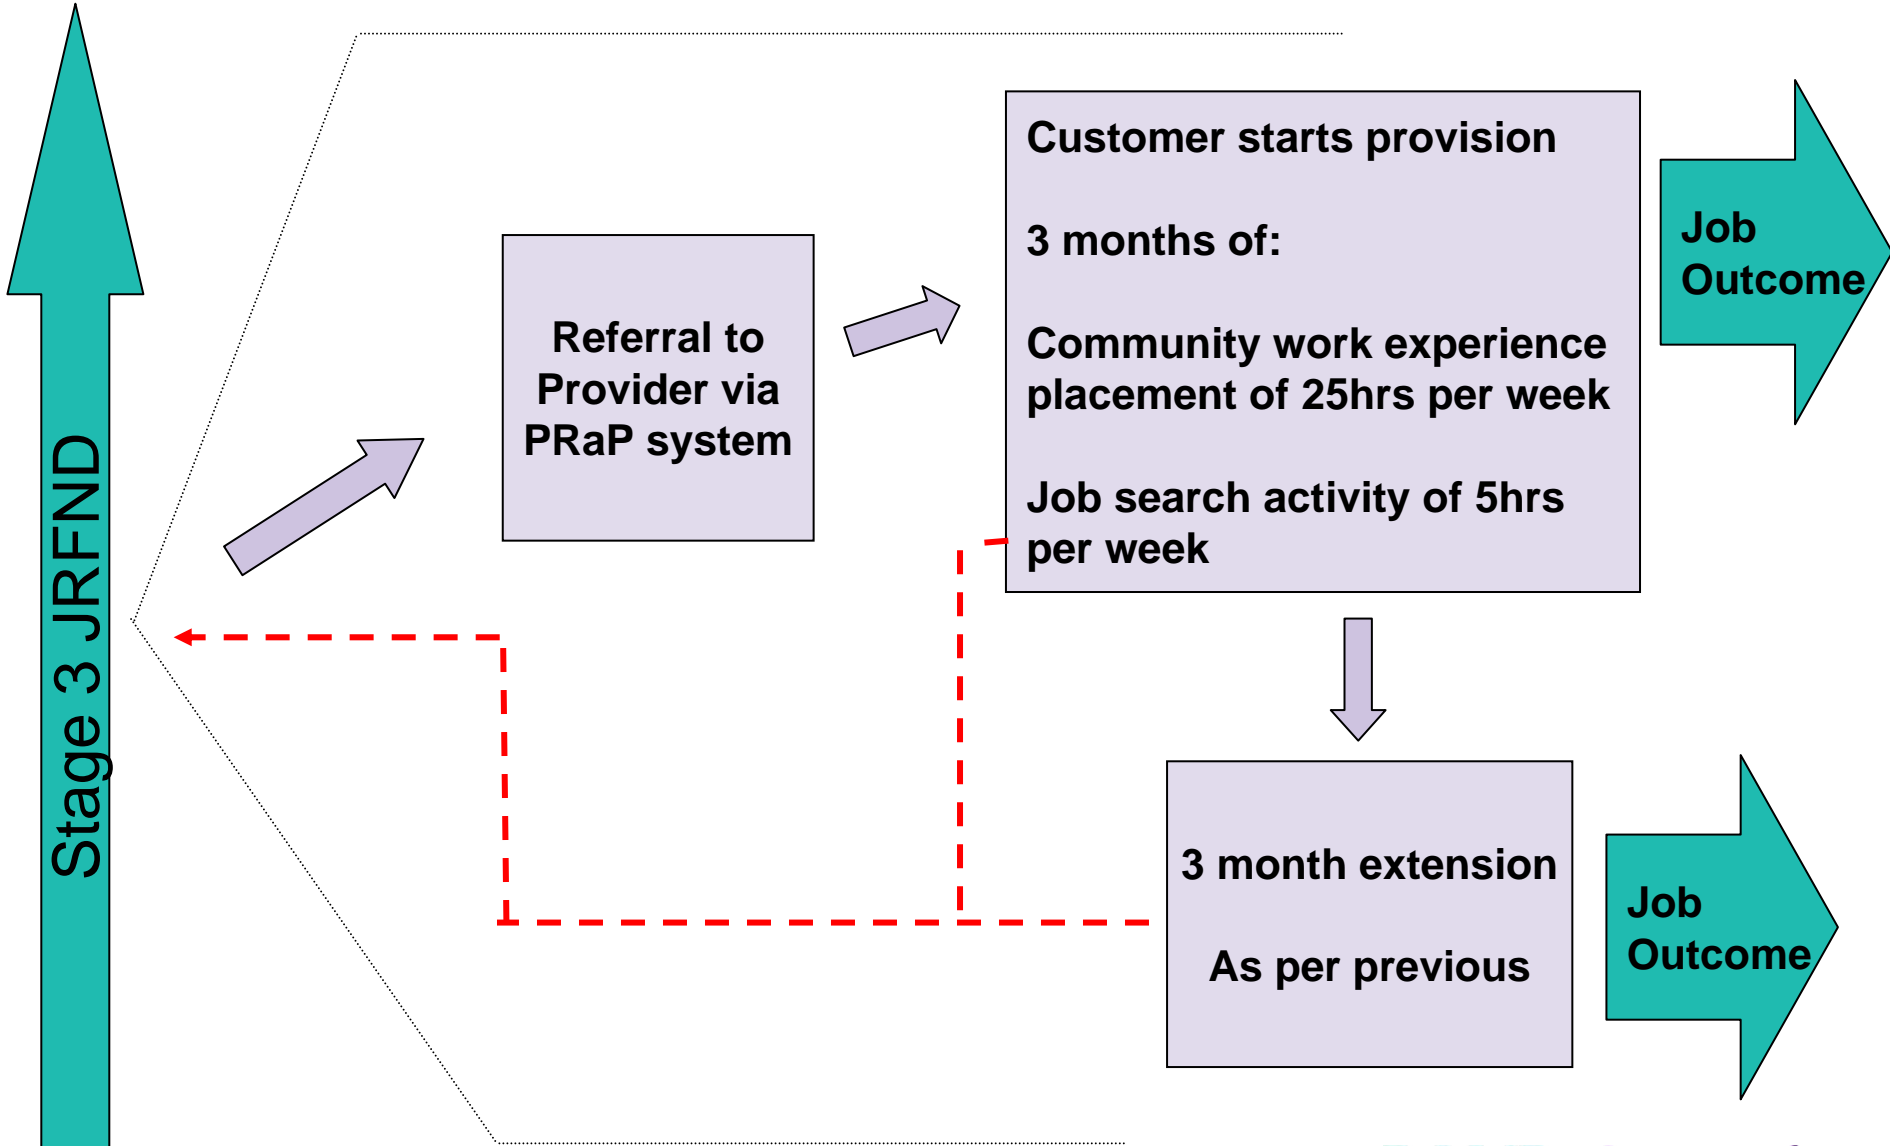 Stage 3 JRFND
Referral to
Provider via
PRaP system
Customer starts provision
3 months of:
Community work experience
placement of 25hrs per week
Job search activity of 5hrs
per week
Job
Outcome
3 month extension
As per previous
Job
Outcome